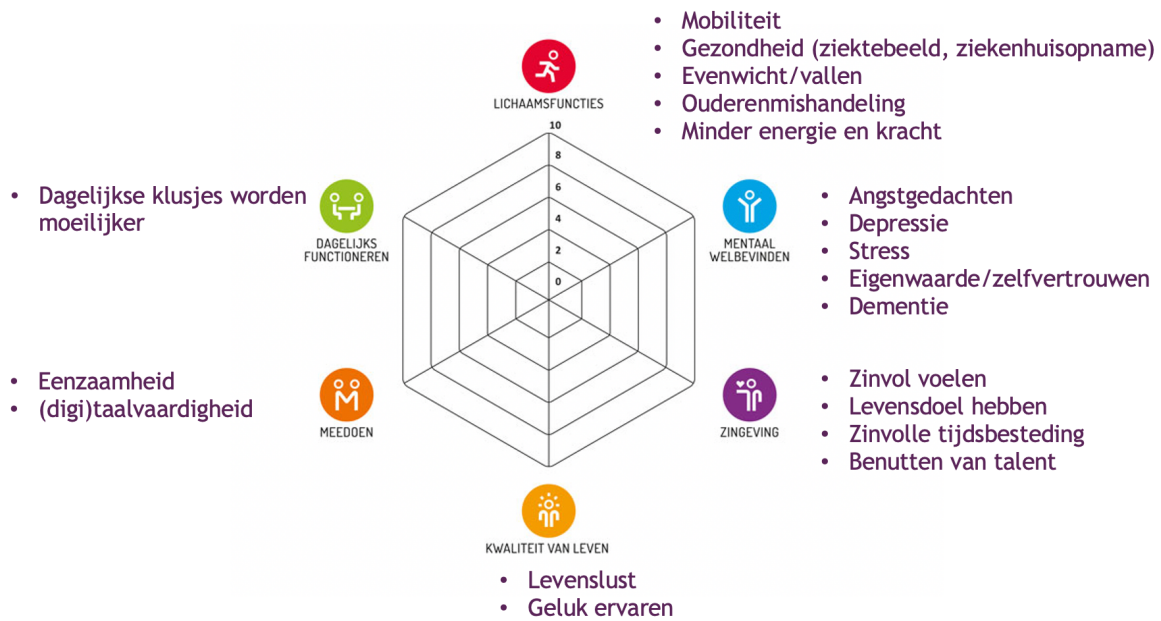 • Mobiliteit
• Gezondheid (ziektebeeld, ziekenhuisopname)
• Evenwicht/vallen
• Ouderenmishandeling
• Minder energie en kracht
LICHAAMSFUNCTIES
10
8
6
4
2
0
• Dagelijkse klusjes worden
moeilijker
DAGELIJKS
FUNCTIONEREN
MENTAAL
WELBEVINDEN
• Angstgedachten
• Depressie
• Stress
• Eigenwaarde/zelfvertrouwen
• Dementie
• Eenzaamheid
• (digi)taalvaardigheid
MEEDOEN
ZINGEVING
• Zinvol voelen
• Levensdoel hebben
• Zinvolle tijdsbesteding
• Benutten van talent
KWALITEIT VAN LEVEN
• Levenslust
• Geluk ervaren